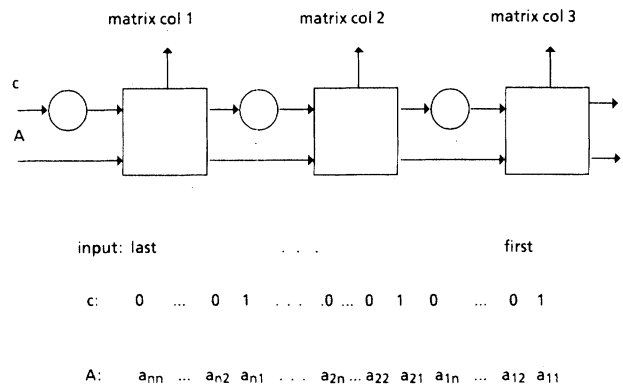 matrix col 1 matrix col 2 matrix col 3
c
A
input: last . . . first
c: 0 ... 0 1 . . . .0 ... 0 1 0 ... 0 1
A: aₙₙ ... aₙ₂ aₙ₁ . . . a₂ₙ ... a₂₂ a₂₁ a₁ₙ ... a₁₂ a₁₁